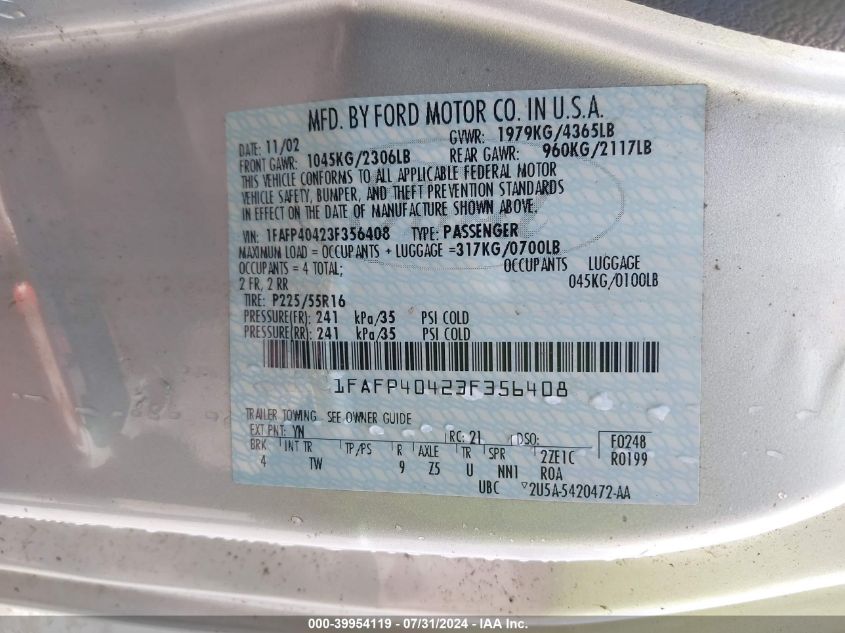 MFD. BY FORD MOTOR CO. IN U.S.A.
DATE: 11/02 GVWR: 1979KG/4365LB
FRONT GAWR: 1045KG/2306LB REAR GAWR: 960KG/2117LB
THIS VEHICLE CONFORMS TO ALL APPLICABLE FEDERAL MOTOR
VEHICLE SAFETY, BUMPER, AND THEFT PREVENTION STANDARDS
IN EFFECT ON THE DATE OF MANUFACTURE SHOWN ABOVE.
VIN: 1FAFP40423F356408 TYPE: PASSENGER
MAXIMUM LOAD = OCCUPANTS + LUGGAGE =317KG/0700LB
OCCUPANTS = 4 TOTAL; OCCUPANTS LUGGAGE
2 FR, 2 RR 045KG/0100LB
TIRE: P225/55R16
PRESSURE(FR): 241 kPa/35 PSI COLD
PRESSURE(RR): 241 kPa/35 PSI COLD
1FAFP40423F356408
TRAILER TOWING - SEE OWNER GUIDE
EXT PNT: YN RC: 21 DSO: F0248
BRK INT TR TP/PS R AXLE TR SPR 2ZE1C R0199
4 TW 9 Z5 U NN1 ROA
UBC 2U5A-5420472-AA
000-39954119 - 07/31/2024 - IAA Inc.